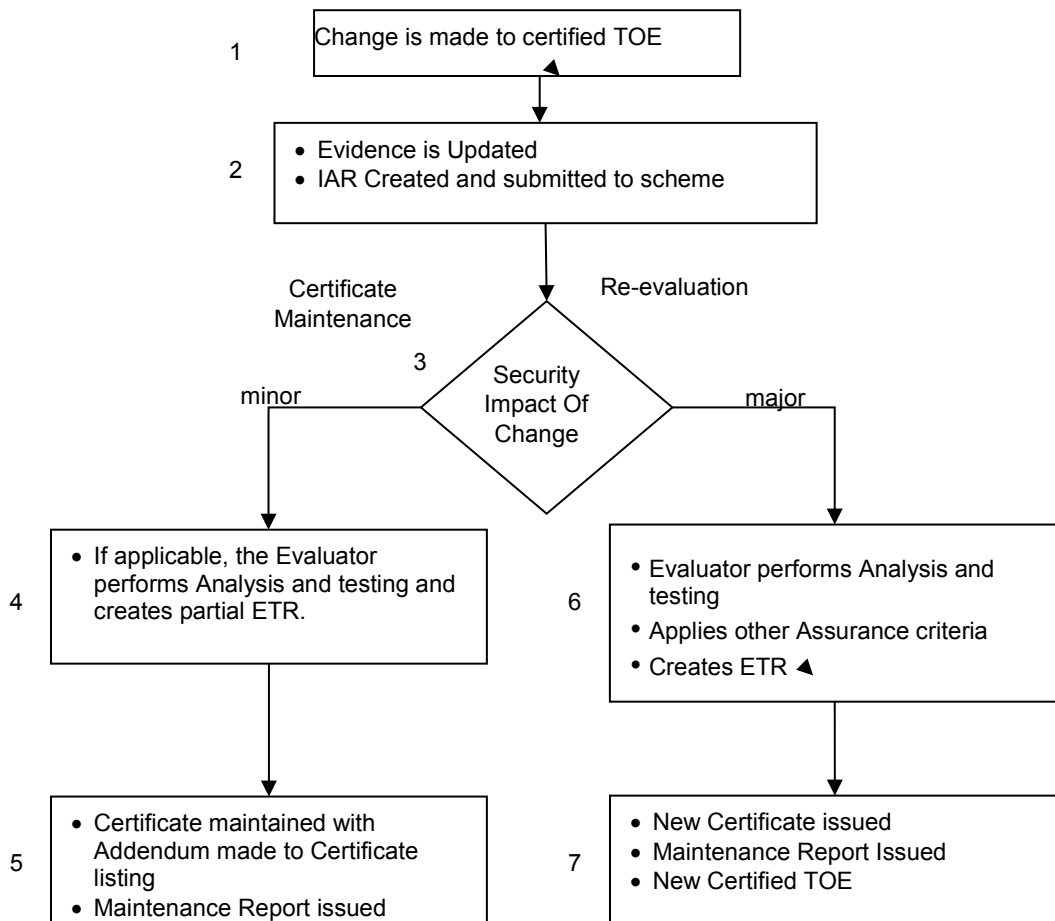 1
Change is made to certified TOE
2
• Evidence is Updated
• IAR Created and submitted to scheme
Certificate
Maintenance
Re-evaluation
3
Security
Impact Of
Change
minor
major
4
• If applicable, the Evaluator
performs Analysis and testing and
creates partial ETR.
6
• Evaluator performs Analysis and
testing
• Applies other Assurance criteria
• Creates ETR
5
• Certificate maintained with
Addendum made to Certificate
listing
• Maintenance Report issued
7
• New Certificate issued
• Maintenance Report Issued
• New Certified TOE